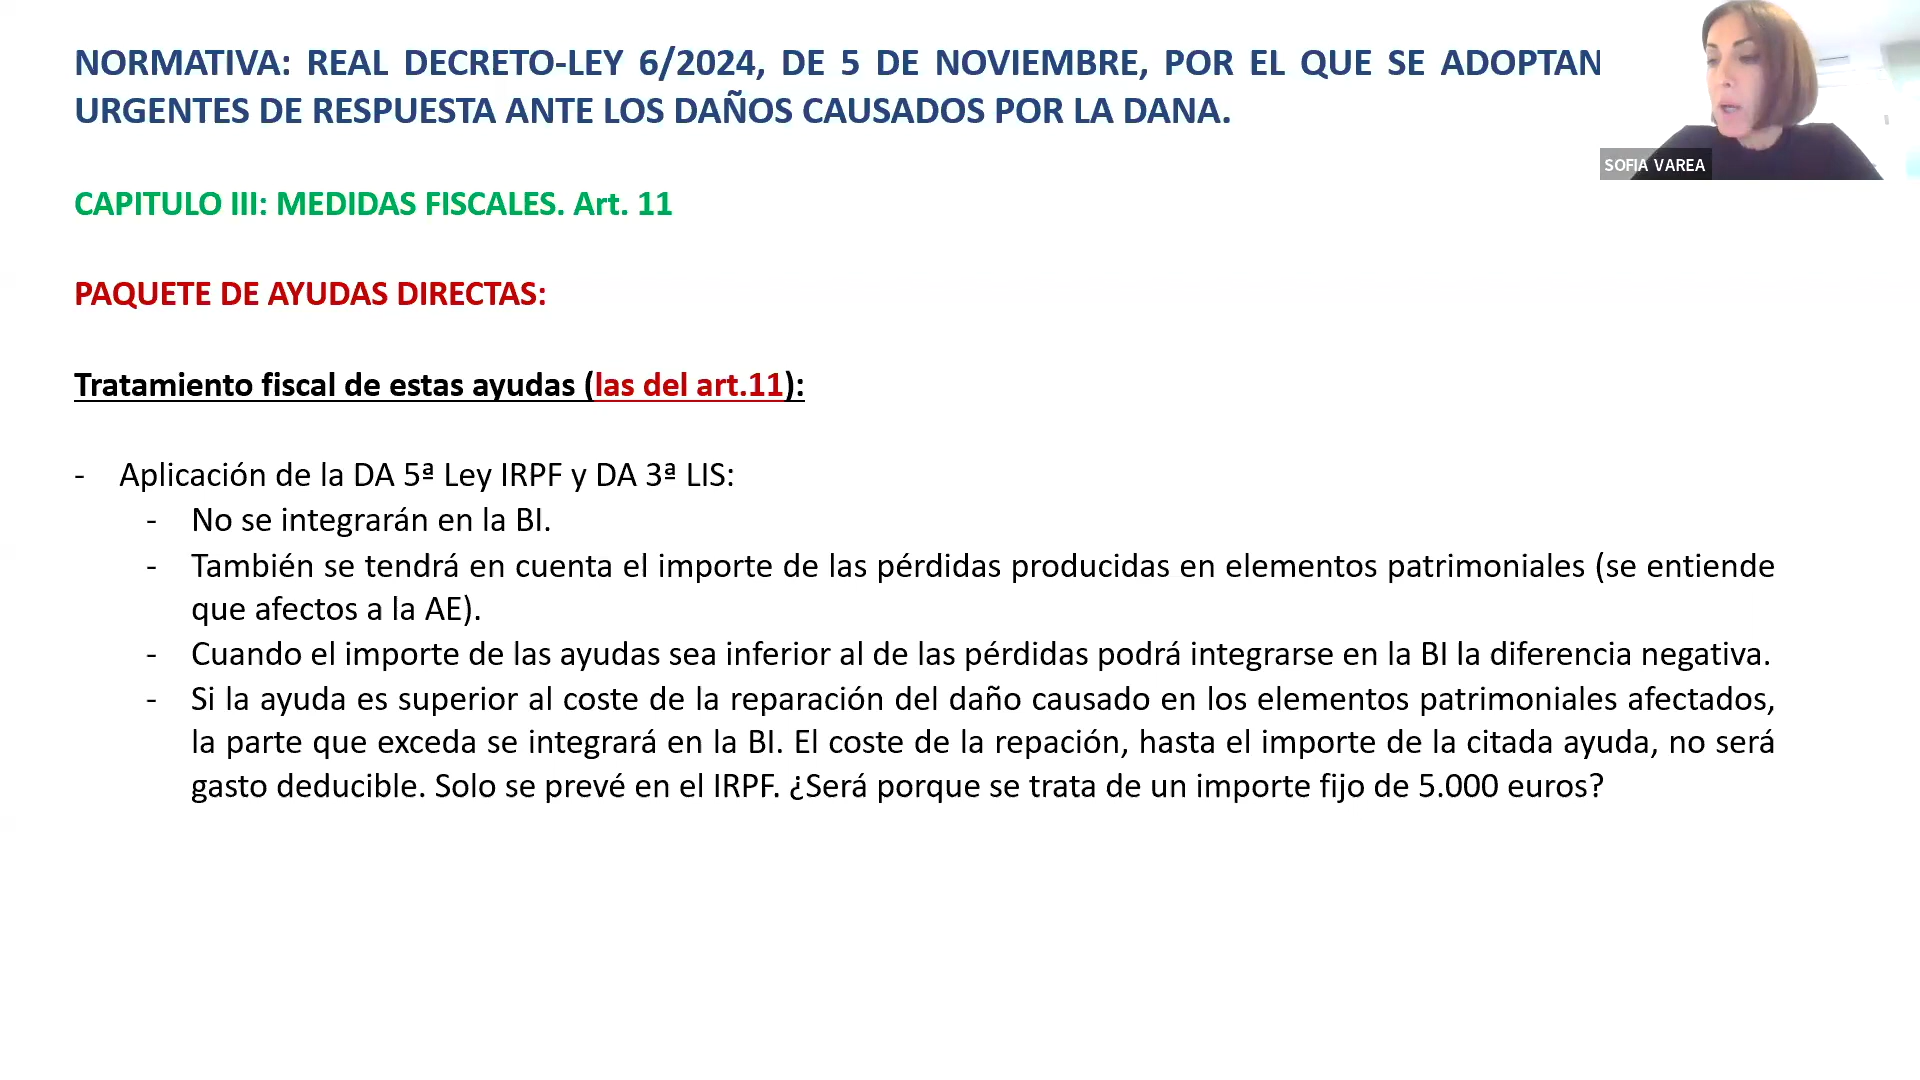 NORMATIVA: REAL DECRETO-LEY 6/2024, DE 5 DE NOVIEMBRE, POR EL QUE SE ADOPTAN
URGENTES DE RESPUESTA ANTE LOS DAÑOS CAUSADOS POR LA DANA.
SOFIA VAREA
CAPITULO III: MEDIDAS FISCALES. Art. 11
PAQUETE DE AYUDAS DIRECTAS:
Tratamiento fiscal de estas ayudas (las del art.11):
- Aplicación de la DA 5ª Ley IRPF y DA 3ª LIS:
- No se integrarán en la BI.
- También se tendrá en cuenta el importe de las pérdidas producidas en elementos patrimoniales (se entiende
que afectos a la AE).
- Cuando el importe de las ayudas sea inferior al de las pérdidas podrá integrarse en la BI la diferencia negativa.
- Si la ayuda es superior al coste de la reparación del daño causado en los elementos patrimoniales afectados,
la parte que exceda se integrará en la BI. El coste de la repación, hasta el importe de la citada ayuda, no será
gasto deducible. Solo se prevé en el IRPF. ¿Será porque se trata de un importe fijo de 5.000 euros?